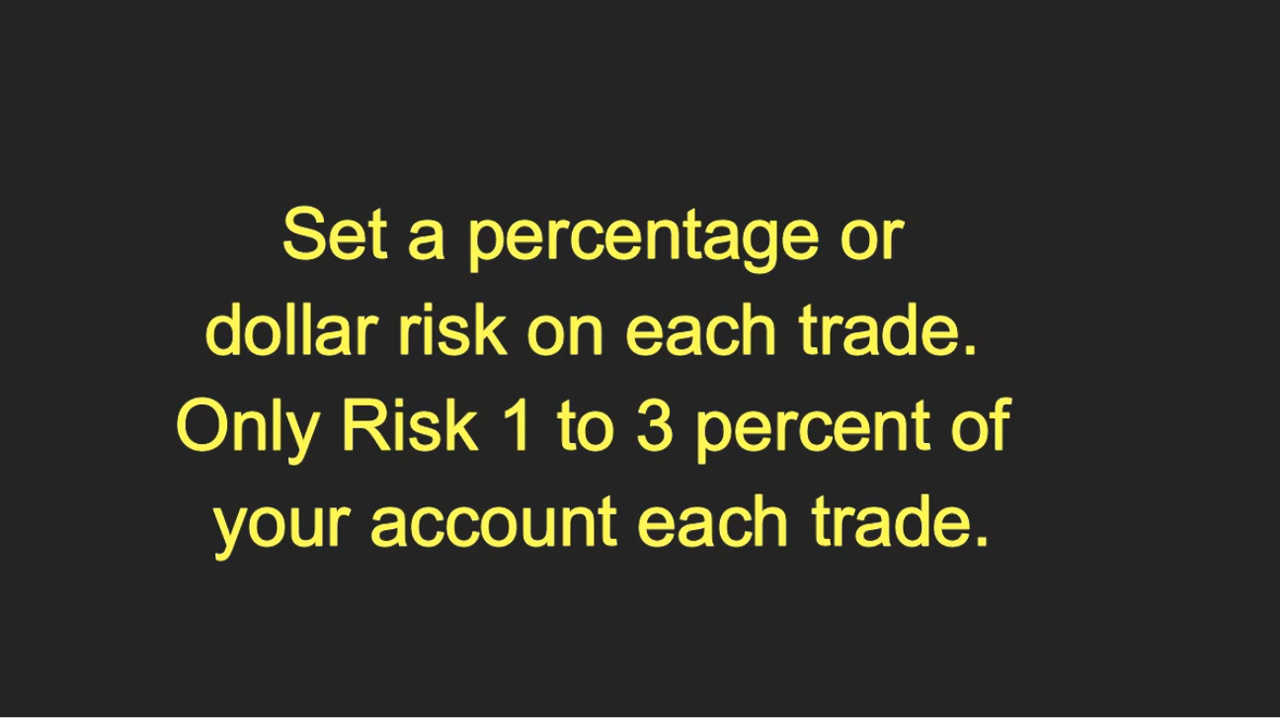 Set a percentage or
dollar risk on each trade.
Only Risk 1 to 3 percent of
your account each trade.